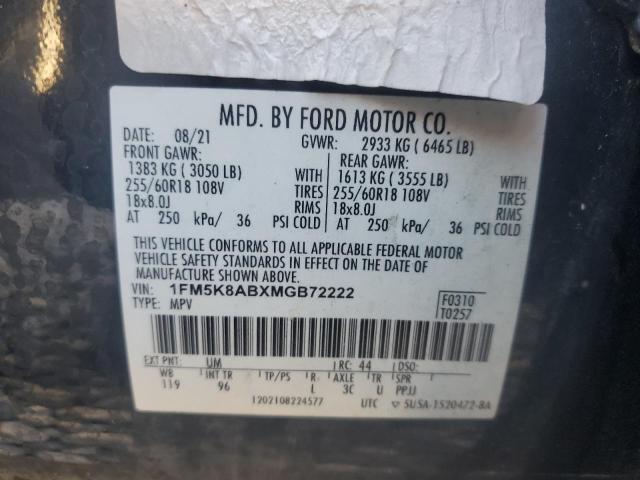 MFD. BY FORD MOTOR CO.
DATE: 08/21 GVWR: 2933 KG ( 6465 LB)
FRONT GAWR: REAR GAWR:
1383 KG ( 3050 LB) 1613 KG ( 3555 LB) WITH
255/60R18 108V WITH 255/60R18 108V TIRES
18x8.0J TIRES 18x8.0J RIMS
AT 250 kPa/ 36 RIMS PSI COLD AT 250 kPa/ 36 PSI COLD
THIS VEHICLE CONFORMS TO ALL APPLICABLE FEDERAL MOTOR
VEHICLE SAFETY STANDARDS IN EFFECT ON THE DATE OF
MANUFACTURE SHOWN ABOVE.
VIN: 1FM5K8ABXMGB72222 F0310
TYPE: MPV T0257
EXT PNT: UM RC: 44 DSO:
WB INT TR TP/PS R AXLE TR SPR
119 96 L 3C U PPJJ
1202108224577 UTC 5USA-1520472-BA